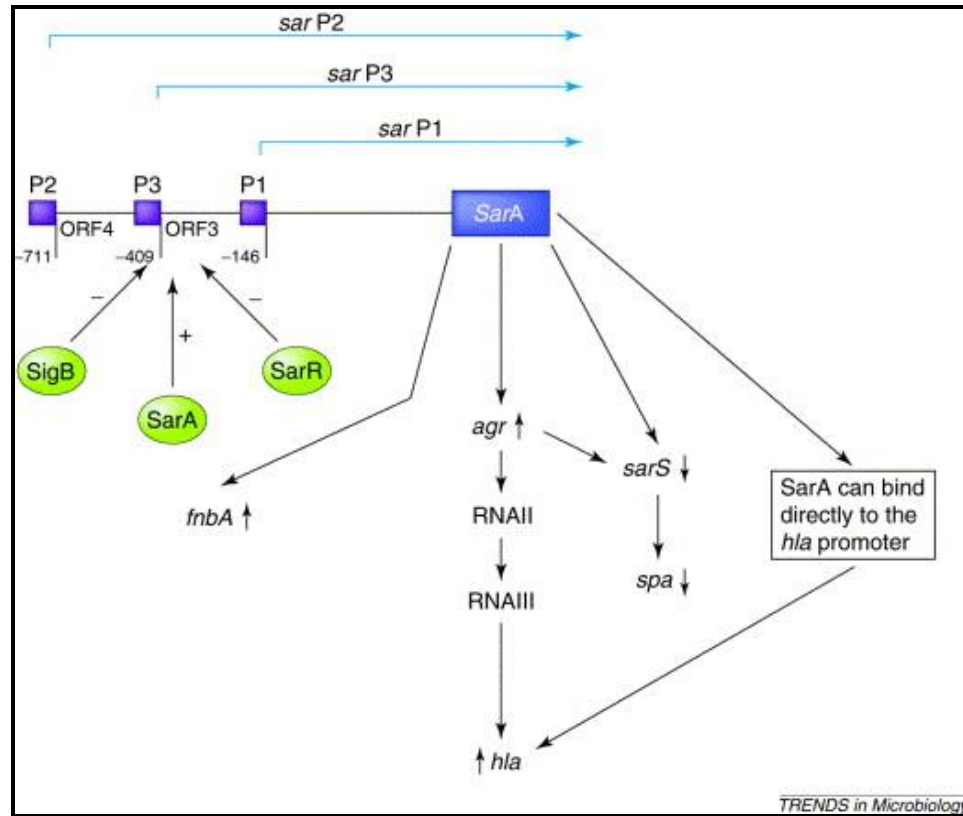 sar P2
sar P3
sar P1
P2 P3 P1
SarA
ORF4 ORF3
–711 –409 –146
– + –
SigB SarR
SarA
agr
sarS
fnbA
SarA can bind
directly to the
hla promoter
RNAII
spa
RNAIII
hla
TRENDS in Microbiology